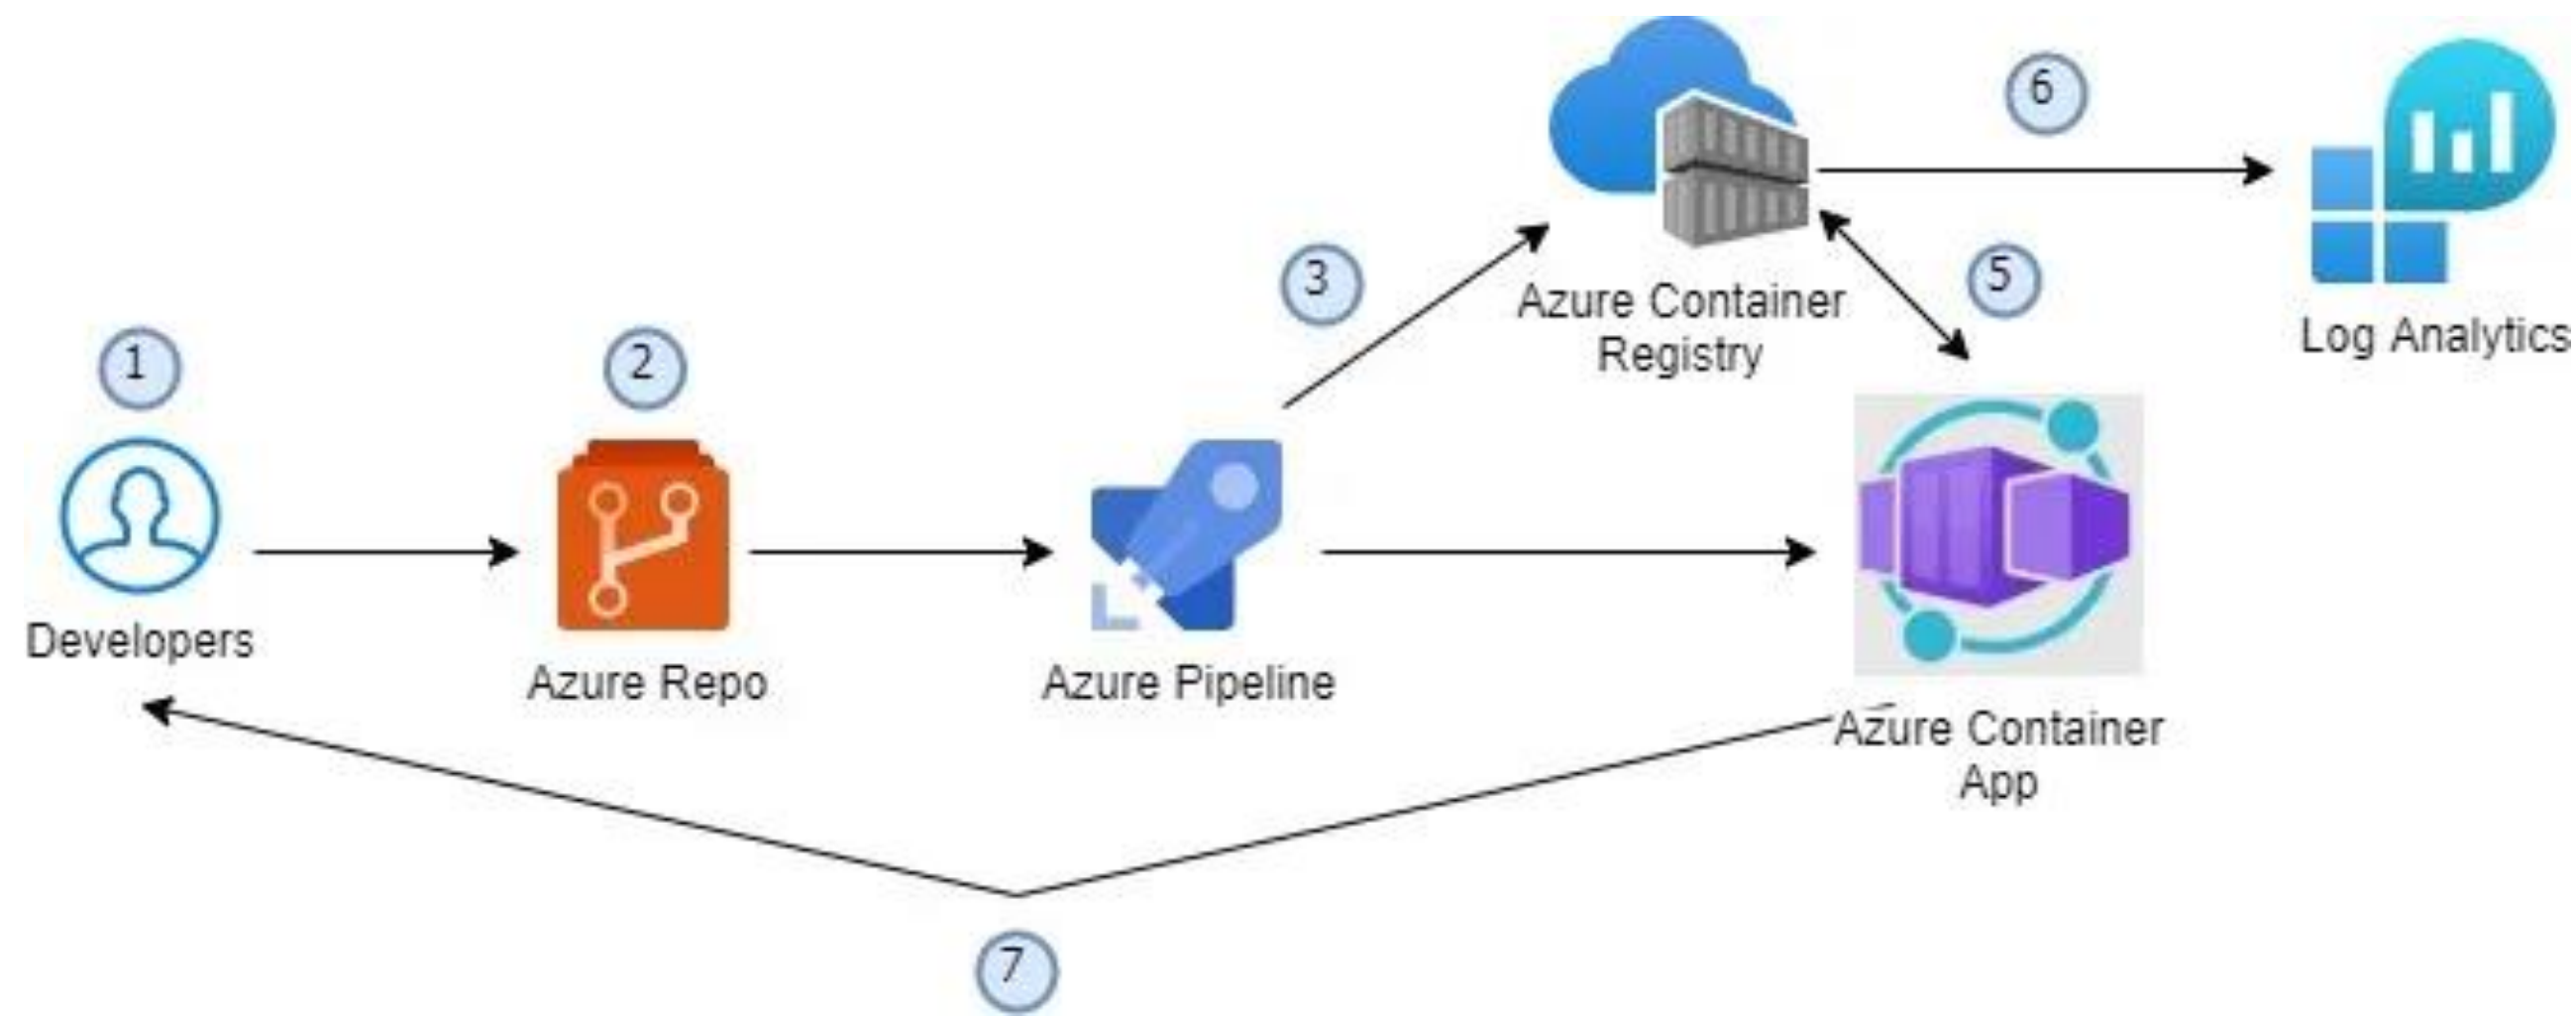 6
3
5
Azure Container
Registry
Log Analytics
1
2
Developers
Azure Repo
Azure Pipeline
Azure Container
App
7